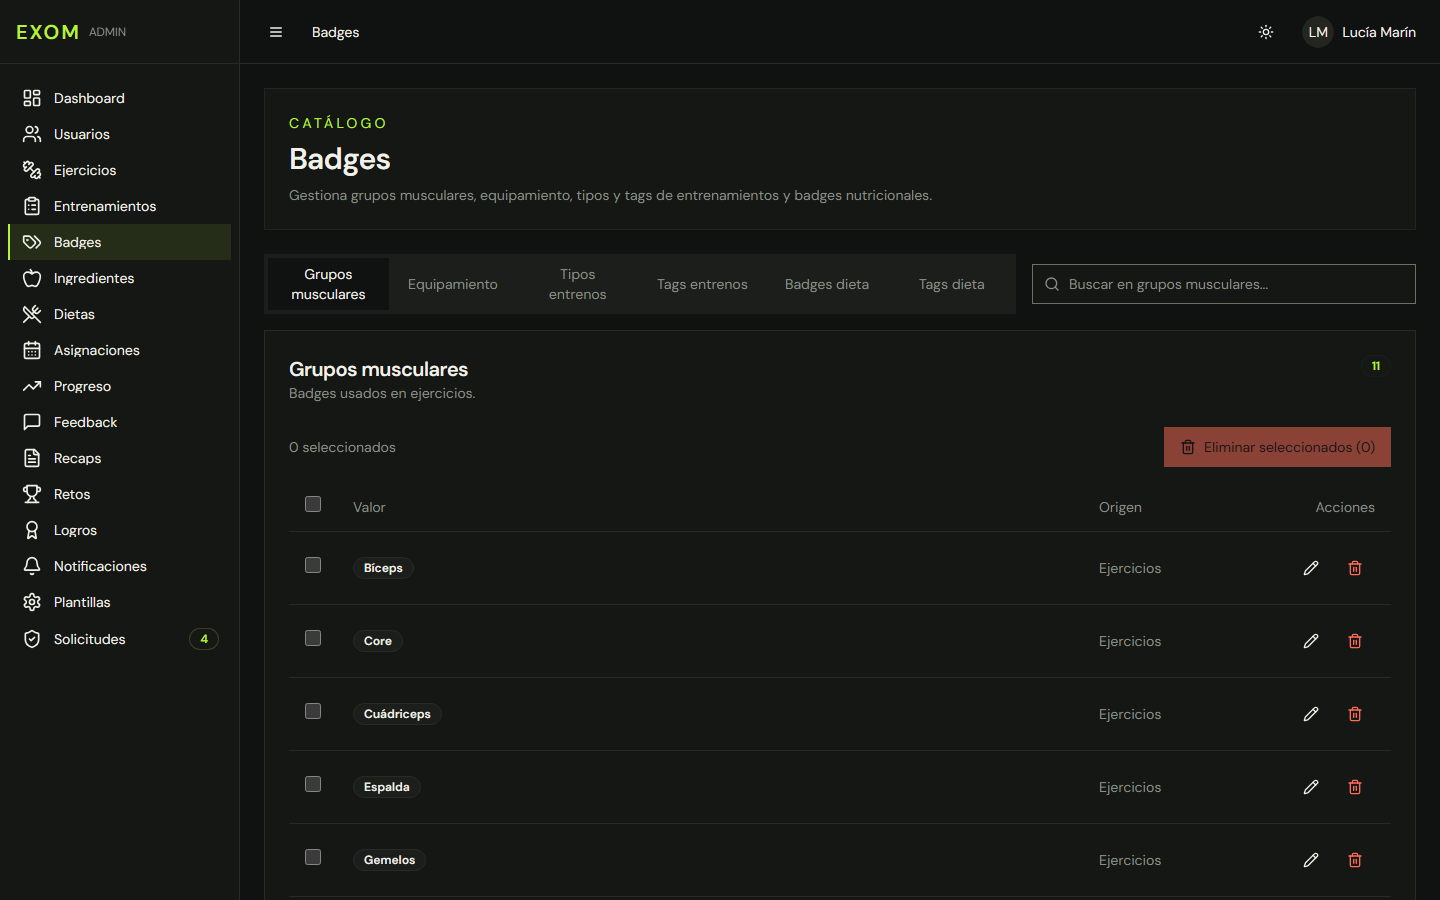 EXOM ADMIN
Badges
LM Lucía Marín
Dashboard
Usuarios
Ejercicios
Entrenamientos
Badges
Ingredientes
Dietas
Asignaciones
Progreso
Feedback
Recaps
Retos
Logros
Notificaciones
Plantillas
Solicitudes 4
CATÁLOGO
Badges
Gestiona grupos musculares, equipamiento, tipos y tags de entrenamientos y badges nutricionales.
Grupos musculares
Equipamiento
Tipos entrenos
Tags entrenos
Badges dieta
Tags dieta
Buscar en grupos musculares...
Grupos musculares 11
Badges usados en ejercicios.
0 seleccionados Eliminar seleccionados (0)
Valor Origen Acciones
Bíceps Ejercicios
Core Ejercicios
Cuádriceps Ejercicios
Espalda Ejercicios
Gemelos Ejercicios